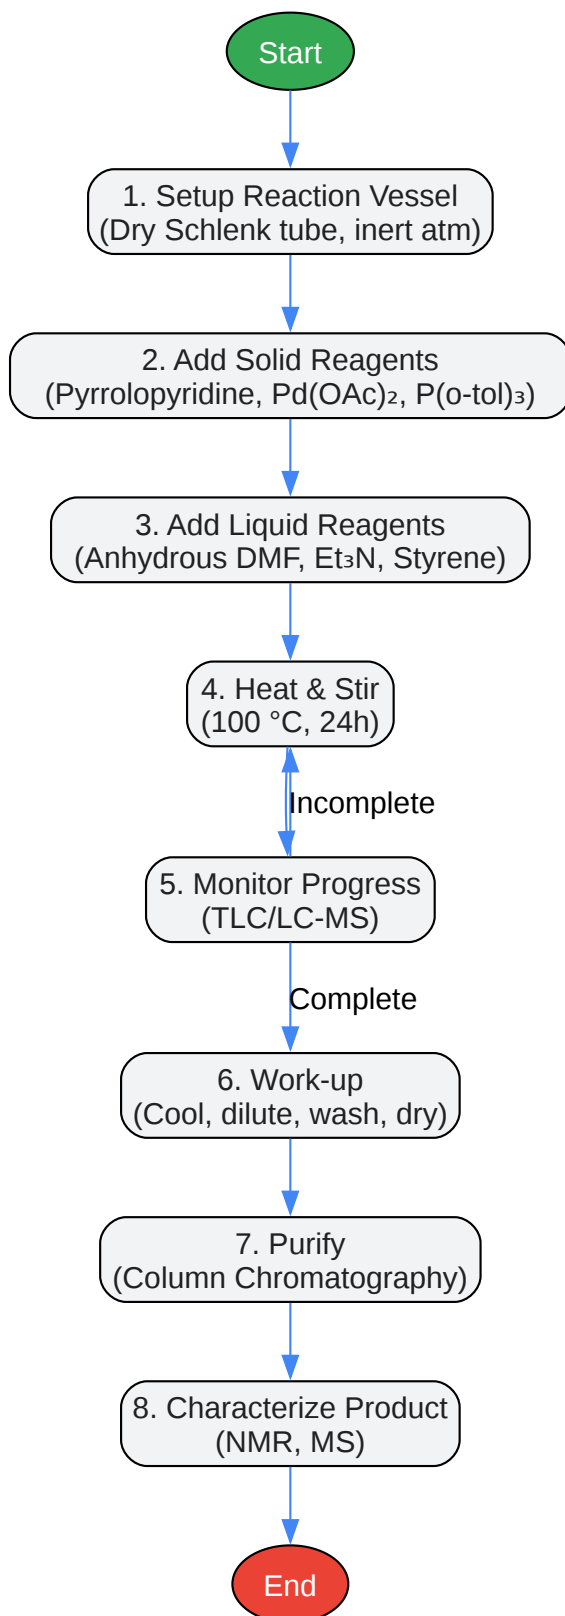 Start
1. Setup Reaction Vessel
(Dry Schlenk tube, inert atm)
2. Add Solid Reagents
(Pyrrolopyridine, Pd(OAc)₂, P(o-tol)₃)
3. Add Liquid Reagents
(Anhydrous DMF, Et₃N, Styrene)
4. Heat & Stir
(100 °C, 24h)
Incomplete
5. Monitor Progress
(TLC/LC-MS)
Complete
6. Work-up
(Cool, dilute, wash, dry)
7. Purify
(Column Chromatography)
8. Characterize Product
(NMR, MS)
End